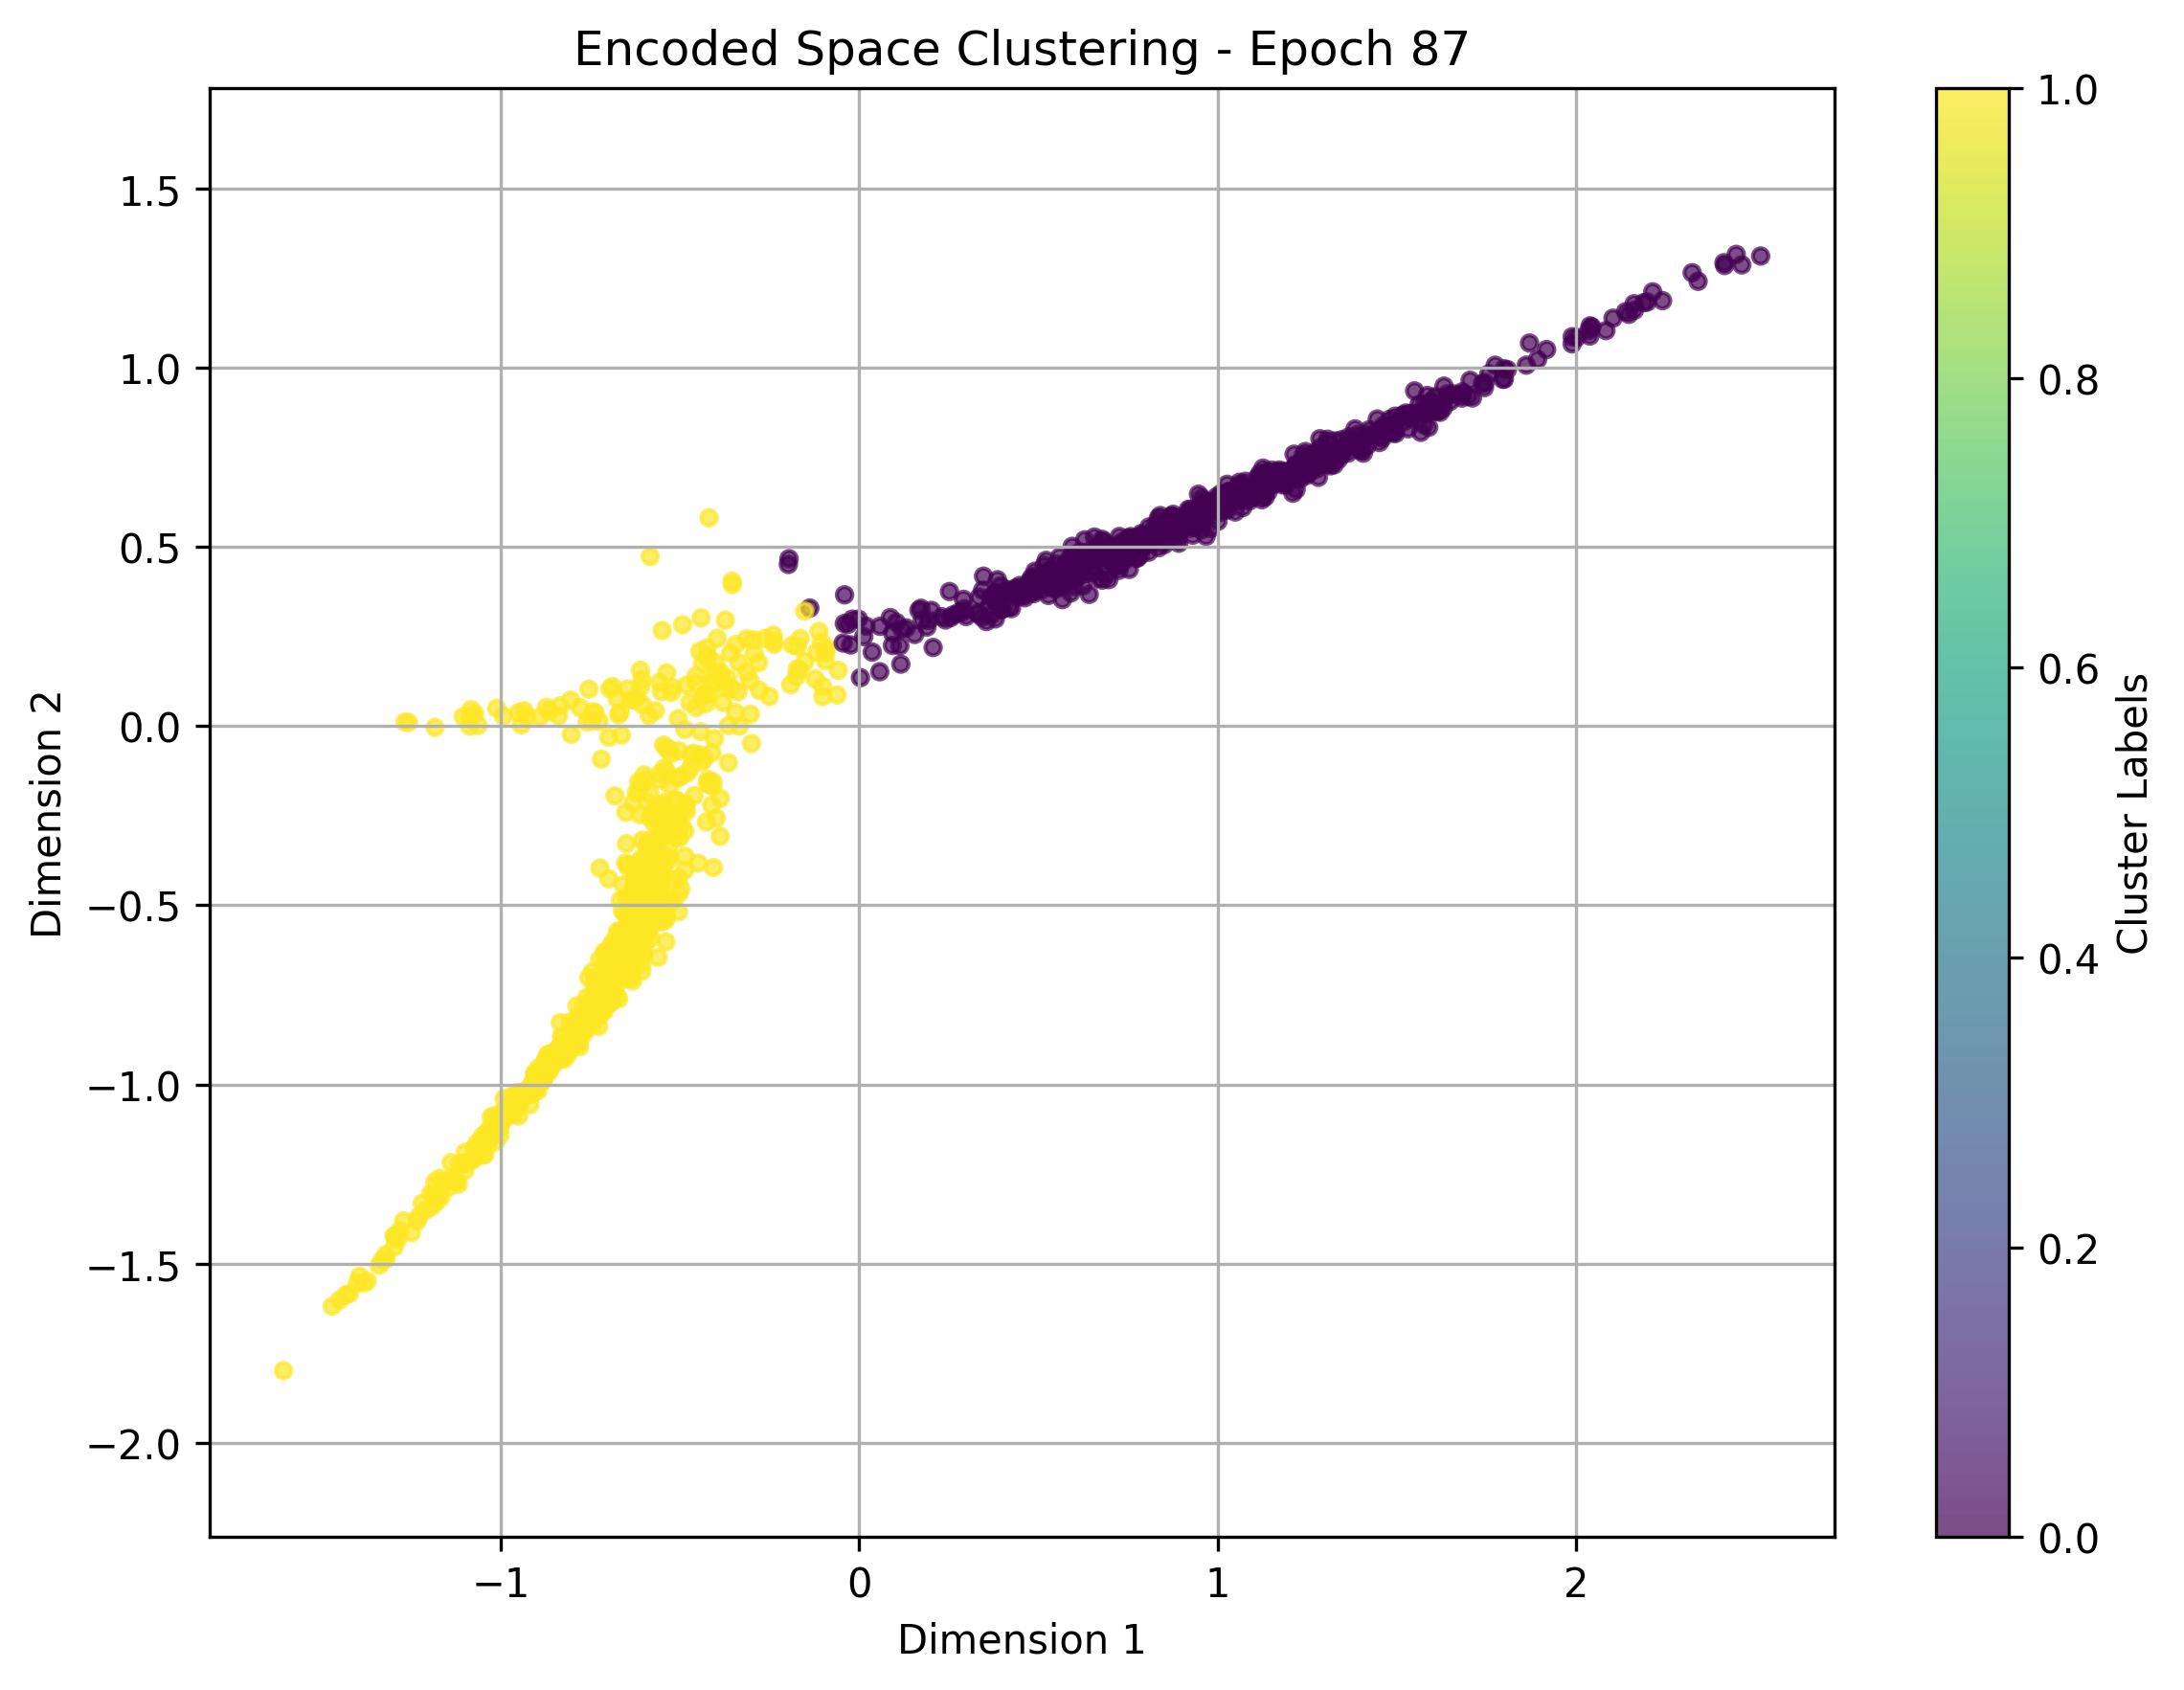 Encoded Space Clustering - Epoch 87
1.5
1.0
0.5
0.0
−0.5
−1.0
−1.5
−2.0
Dimension 2
−1 0 1 2
Dimension 1
1.0
0.8
0.6
0.4
0.2
0.0
Cluster Labels